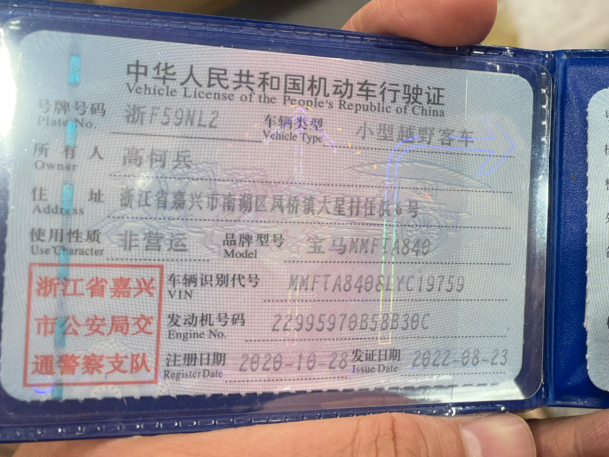 中华人民共和国机动车行驶证
Vehicle License of the People's Republic of China
号牌号码 浙F59NL2 车辆类型 小型越野客车
Plate No. Vehicle Type
所有人 高柯兵
Owner
住址 浙江省嘉兴市南湖区凤桥镇大星村任队6号
Address
使用性质 非营运 品牌型号 宝马MMFTA840
Use Character Model
浙江省嘉兴
市公安局交
通警察支队
车辆识别代号 MMFTA8408LYC19759
VIN
发动机号码 22995970B58B30C
Engine No.
注册日期 2020-10-28 发证日期 2022-08-23
Register Date Issue Date